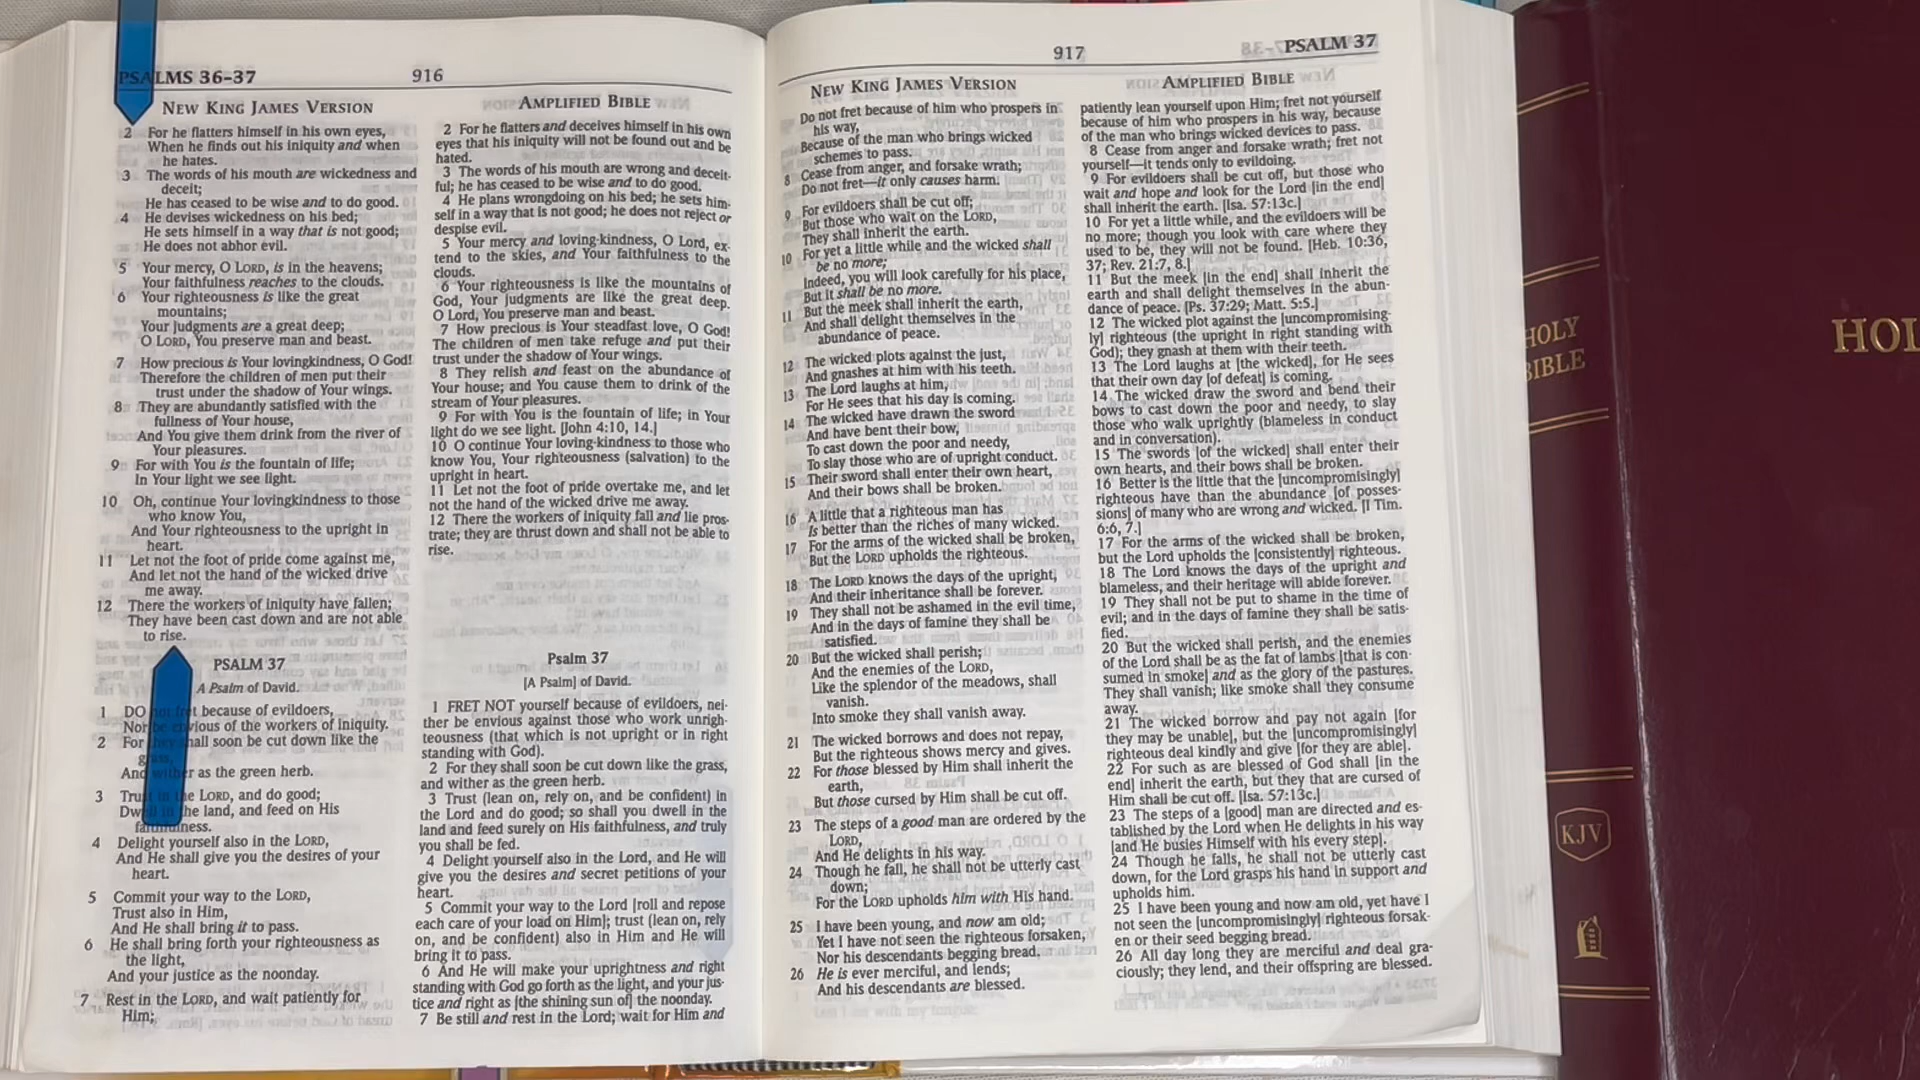 PSALMS 36-37
916
NEW KING JAMES VERSION
2 For he flatters himself in his own eyes,
When he finds out his iniquity and when
he hates.
3 The words of his mouth are wickedness and
deceit;
He has ceased to be wise and to do good.
4 He devises wickedness on his bed;
He sets himself in a way that is not good;
He does not abhor evil.
5 Your mercy, O LORD, is in the heavens;
Your faithfulness reaches to the clouds.
6 Your righteousness is like the great
mountains;
Your judgments are a great deep;
O LORD, You preserve man and beast.
7 How precious is Your lovingkindness, O God!
Therefore the children of men put their
trust under the shadow of Your wings.
8 They are abundantly satisfied with the
fullness of Your house,
And You give them drink from the river of
Your pleasures.
9 For with You is the fountain of life;
In Your light we see light.
10 Oh, continue Your lovingkindness to those
who know You,
And Your righteousness to the upright in
heart.
11 Let not the foot of pride come against me,
And let not the hand of the wicked drive
me away.
12 There the workers of iniquity have fallen;
They have been cast down and are not able
to rise.
PSALM 37
A Psalm of David.
1 DO not fret because of evildoers,
Nor be envious of the workers of iniquity.
2 For they shall soon be cut down like the
grass,
And wither as the green herb.
3 Trust in the LORD, and do good;
Dwell in the land, and feed on His
faithfulness.
4 Delight yourself also in the LORD,
And He shall give you the desires of your
heart.
5 Commit your way to the LORD,
Trust also in Him,
And He shall bring it to pass.
6 He shall bring forth your righteousness as
the light,
And your justice as the noonday.
7 Rest in the LORD, and wait patiently for
Him;
AMPLIFIED BIBLE
2 For he flatters and deceives himself in his own
eyes that his iniquity will not be found out and be
hated.
3 The words of his mouth are wrong and deceit-
ful; he has ceased to be wise and to do good.
4 He plans wrongdoing on his bed; he sets him-
self in a way that is not good; he does not reject or
despise evil.
5 Your mercy and loving-kindness, O Lord, ex-
tend to the skies, and Your faithfulness to the
clouds.
6 Your righteousness is like the mountains of
God, Your judgments are like the great deep.
O Lord, You preserve man and beast.
7 How precious is Your steadfast love, O God!
The children of men take refuge and put their
trust under the shadow of Your wings.
8 They relish and feast on the abundance of
Your house; and You cause them to drink of the
stream of Your pleasures.
9 For with You is the fountain of life; in Your
light do we see light. [John 4:10, 14.]
10 O continue Your loving-kindness to those who
know You, Your righteousness (salvation) to the
upright in heart.
11 Let not the foot of pride overtake me, and let
not the hand of the wicked drive me away.
12 There the workers of iniquity fall and lie pros-
trate; they are thrust down and shall not be able to
rise.
Psalm 37
[A Psalm] of David.
1 FRET NOT yourself because of evildoers, nei-
ther be envious against those who work unrigh-
teousness (that which is not upright or in right
standing with God).
2 For they shall soon be cut down like the grass,
and wither as the green herb.
3 Trust (lean on, rely on, and be confident) in
the Lord and do good; so shall you dwell in the
land and feed surely on His faithfulness, and truly
you shall be fed.
4 Delight yourself also in the Lord, and He will
give you the desires and secret petitions of your
heart.
5 Commit your way to the Lord [roll and repose
each care of your load on Him]; trust (lean on, rely
on, and be confident) also in Him and He will
bring it to pass.
6 And He will make your uprightness and right
standing with God go forth as the light, and your jus-
tice and right as [the shining sun of] the noonday.
7 Be still and rest in the Lord; wait for Him and
917
PSALM 37
NEW KING JAMES VERSION
Do not fret because of him who prospers in
his way,
Because of the man who brings wicked
schemes to pass.
8 Cease from anger, and forsake wrath;
Do not fret—it only causes harm.
9 For evildoers shall be cut off;
But those who wait on the LORD,
They shall inherit the earth.
10 For yet a little while and the wicked shall
be no more;
Indeed, you will look carefully for his place,
But it shall be no more.
11 But the meek shall inherit the earth,
And shall delight themselves in the
abundance of peace.
12 The wicked plots against the just,
And gnashes at him with his teeth.
13 The Lord laughs at him,
For He sees that his day is coming.
14 The wicked have drawn the sword
And have bent their bow,
To cast down the poor and needy,
To slay those who are of upright conduct.
15 Their sword shall enter their own heart,
And their bows shall be broken.
16 A little that a righteous man has
Is better than the riches of many wicked.
17 For the arms of the wicked shall be broken,
But the LORD upholds the righteous.
18 The LORD knows the days of the upright,
And their inheritance shall be forever.
19 They shall not be ashamed in the evil time,
And in the days of famine they shall be
satisfied.
20 But the wicked shall perish;
And the enemies of the LORD,
Like the splendor of the meadows, shall
vanish.
Into smoke they shall vanish away.
21 The wicked borrows and does not repay,
But the righteous shows mercy and gives.
22 For those blessed by Him shall inherit the
earth,
But those cursed by Him shall be cut off.
23 The steps of a good man are ordered by the
LORD,
And He delights in his way.
24 Though he fall, he shall not be utterly cast
down;
For the LORD upholds him with His hand.
25 I have been young, and now am old;
Yet I have not seen the righteous forsaken,
Nor his descendants begging bread.
26 He is ever merciful, and lends;
And his descendants are blessed.
AMPLIFIED BIBLE
patiently lean yourself upon Him; fret not yourself
because of him who prospers in his way, because
of the man who brings wicked devices to pass.
8 Cease from anger and forsake wrath; fret not
yourself—it tends only to evildoing.
9 For evildoers shall be cut off, but those who
wait and hope and look for the Lord [in the end]
shall inherit the earth. [Isa. 57:13c.]
10 For yet a little while, and the evildoers will be
no more; though you look with care where they
used to be, they will not be found. [Heb. 10:36,
37; Rev. 21:7, 8.]
11 But the meek [in the end] shall inherit the
earth and shall delight themselves in the abun-
dance of peace. [Ps. 37:29; Matt. 5:5.]
12 The wicked plot against the [uncompromising-
ly] righteous (the upright in right standing with
God); they gnash at them with their teeth.
13 The Lord laughs at [the wicked], for He sees
that their own day [of defeat] is coming.
14 The wicked draw the sword and bend their
bows to cast down the poor and needy, to slay
those who walk uprightly (blameless in conduct
and in conversation).
15 The swords [of the wicked] shall enter their
own hearts, and their bows shall be broken.
16 Better is the little that the [uncompromisingly]
righteous have than the abundance [of posses-
sions] of many who are wrong and wicked. [I Tim.
6:6, 7.]
17 For the arms of the wicked shall be broken,
but the Lord upholds the [consistently] righteous.
18 The Lord knows the days of the upright and
blameless, and their heritage will abide forever.
19 They shall not be put to shame in the time of
evil; and in the days of famine they shall be satis-
fied.
20 But the wicked shall perish, and the enemies
of the Lord shall be as the fat of lambs [that is con-
sumed in smoke] and as the glory of the pastures.
They shall vanish; like smoke shall they consume
away.
21 The wicked borrow and pay not again [for
they may be unable], but the [uncompromisingly]
righteous deal kindly and give [for they are able].
22 For such as are blessed of God shall [in the
end] inherit the earth, but they that are cursed of
Him shall be cut off. [Isa. 57:13c.]
23 The steps of a [good] man are directed and es-
tablished by the Lord when He delights in his way
[and He busies Himself with his every step].
24 Though he falls, he shall not be utterly cast
down, for the Lord grasps his hand in support and
upholds him.
25 I have been young and now am old, yet have I
not seen the [uncompromisingly] righteous forsak-
en or their seed begging bread.
26 All day long they are merciful and deal gra-
ciously; they lend, and their offspring are blessed.
HOLY
BIBLE
KJV
HOL